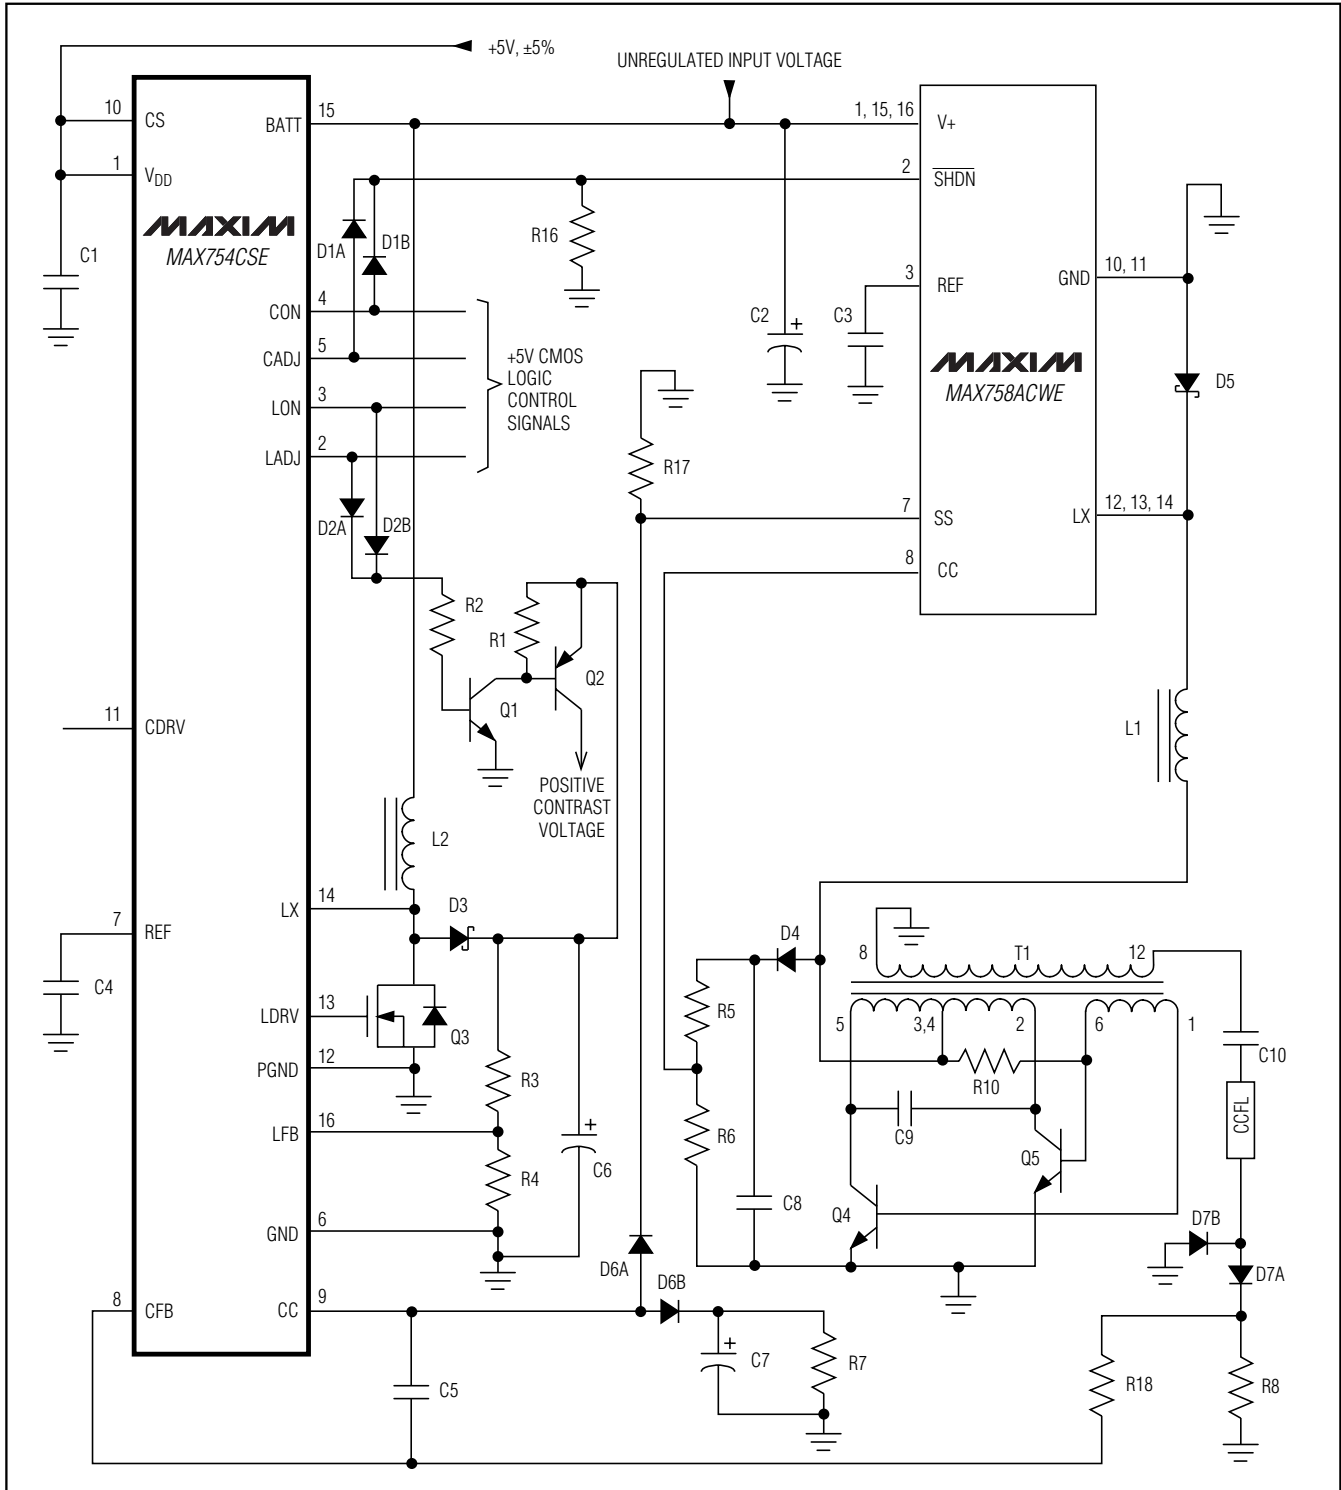 +5V, ±5%
UNREGULATED INPUT VOLTAGE
10
CS
BATT
15
1, 15, 16
V+
1
VDD
2
SHDN
MAXIM
MAX754CSE
C1
D1A
D1B
R16
3
REF
GND
10, 11
CON
4
C2
+
C3
CADJ
5
+5V CMOS
LOGIC
CONTROL
SIGNALS
MAXIM
MAX758ACWE
D5
LON
3
LADJ
2
R17
D2A
D2B
7
SS
LX
12, 13, 14
8
CC
R2
R1
Q2
Q1
11
CDRV
L1
POSITIVE
CONTRAST
VOLTAGE
L2
LX
14
D3
7
REF
D4
8
T1
12
C4
LDRV
13
Q3
R5
5
3,4
2
6
1
PGND
12
R3
R10
C10
LFB
16
+
R6
C9
CCFL
C6
Q5
R4
C8
Q4
GND
6
D7B
D6A
D6B
D7A
8
CFB
CC
9
+
C7
R7
C5
R18
R8